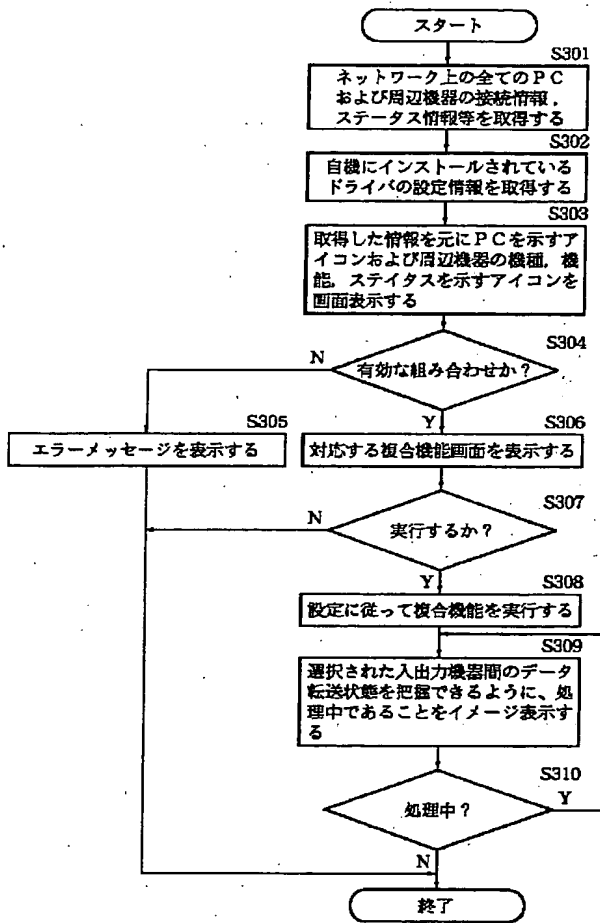 スタート
S301
ネットワーク上の全てのPC
および周辺機器の接続情報，
ステータス情報等を取得する
S302
自機にインストールされている
ドライバの設定情報を取得する
S303
取得した情報を元にPCを示すア
イコンおよび周辺機器の機種，機
能，ステイタスを示すアイコンを
画面表示する
S304
有効な組み合わせか？
N
Y
S305
エラーメッセージを表示する
S306
対応する複合機能画面を表示する
S307
実行するか？
N
Y
S308
設定に従って複合機能を実行する
S309
選択された入出力機器間のデータ
転送状態を把握できるように、処
理中であることをイメージ表示す
る
S310
処理中？
Y
N
終了